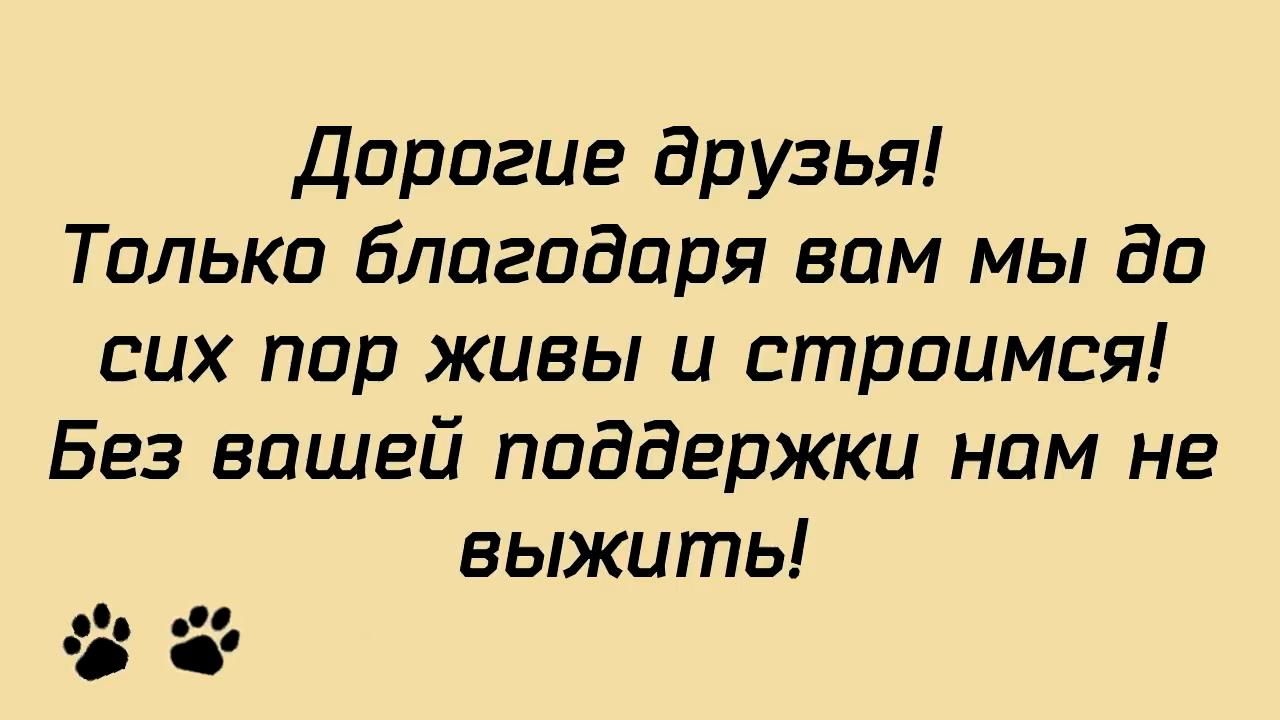 Дорогие друзья!
Только благодаря вам мы до
сих пор живы и строимся!
Без вашей поддержки нам не
выжить!